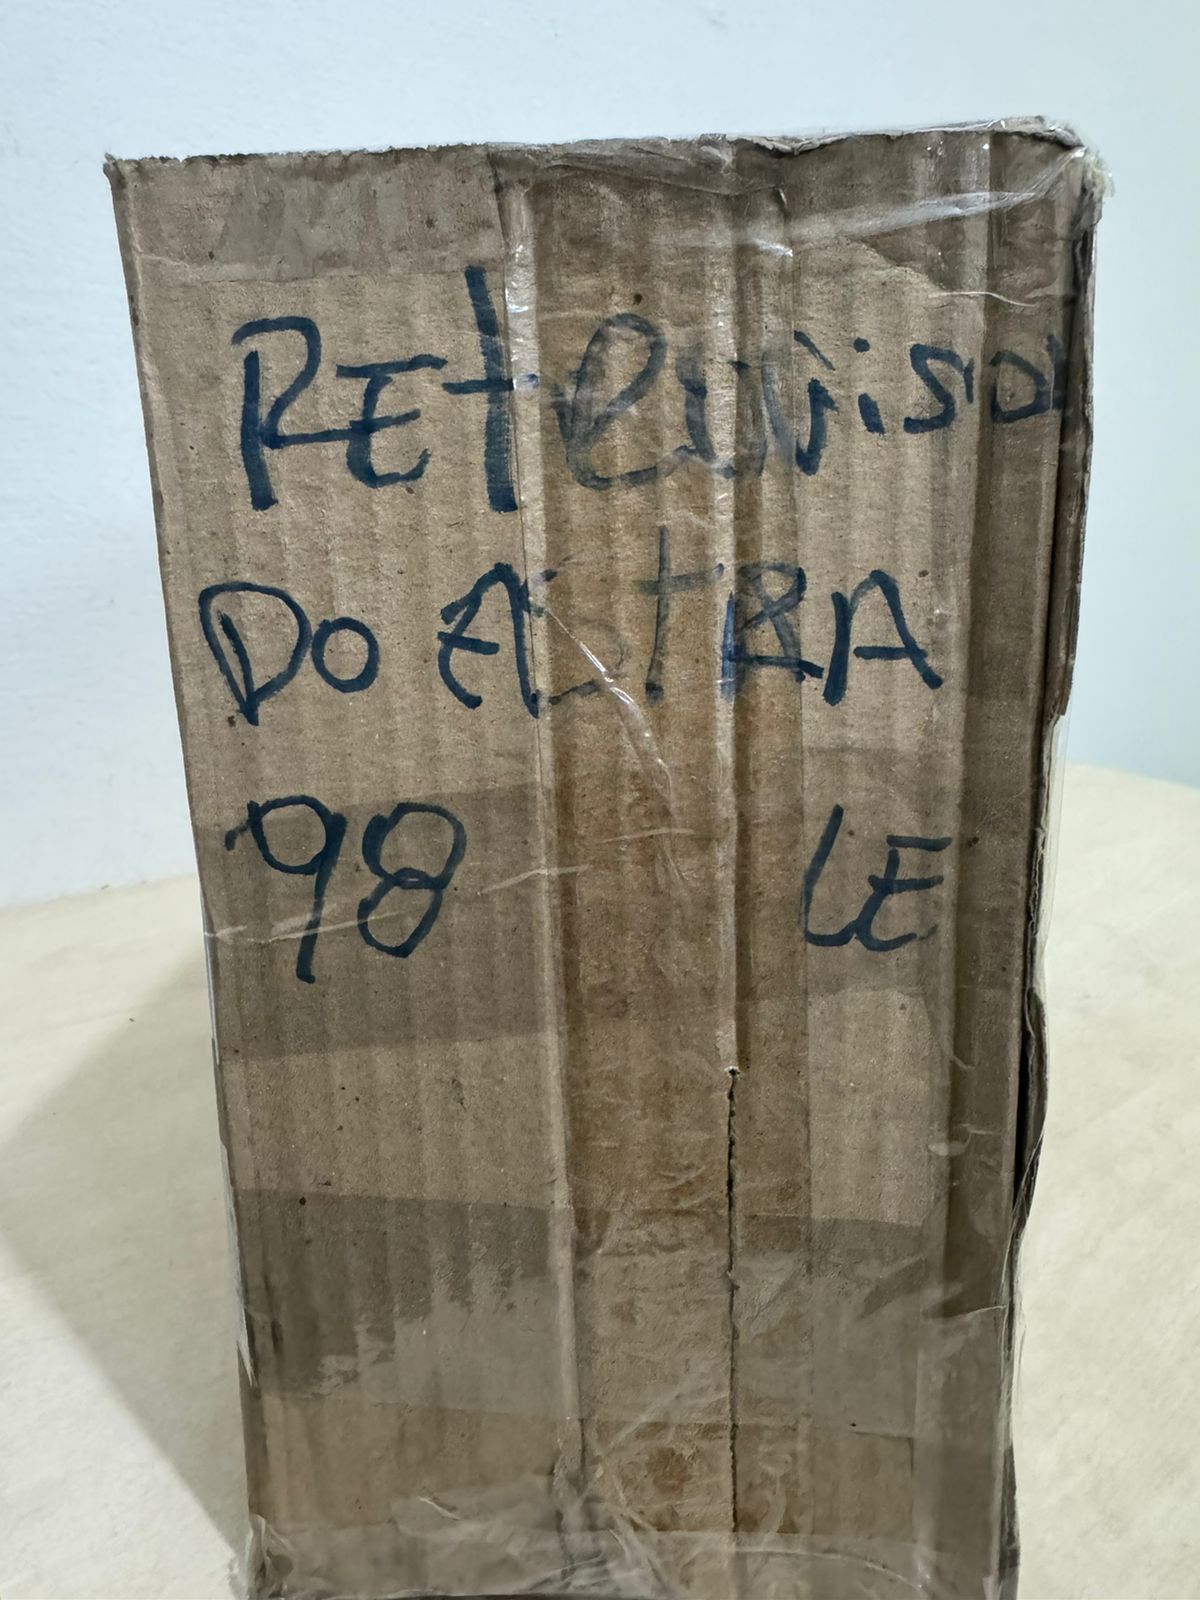 REtrovisor
Do AStRA
98 LE